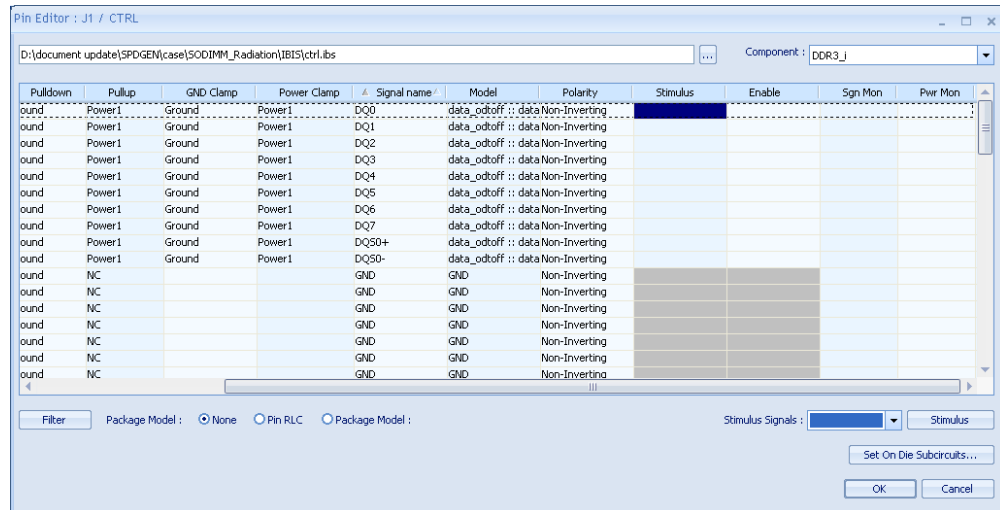 Pin Editor : J1 / CTRL
D:\document update\SPDGEN\case\SODIMM_Radiation\IBIS\ctrl.ibs ... Component : DDR3_i
Pulldown Pullup GND Clamp Power Clamp Signal name Model Polarity Stimulus Enable Sgn Mon Pwr Mon
ound Power1 Ground Power1 DQ0 data_odtoff :: data Non-Inverting
ound Power1 Ground Power1 DQ1 data_odtoff :: data Non-Inverting
ound Power1 Ground Power1 DQ2 data_odtoff :: data Non-Inverting
ound Power1 Ground Power1 DQ3 data_odtoff :: data Non-Inverting
ound Power1 Ground Power1 DQ4 data_odtoff :: data Non-Inverting
ound Power1 Ground Power1 DQ5 data_odtoff :: data Non-Inverting
ound Power1 Ground Power1 DQ6 data_odtoff :: data Non-Inverting
ound Power1 Ground Power1 DQ7 data_odtoff :: data Non-Inverting
ound Power1 Ground Power1 DQS0+ data_odtoff :: data Non-Inverting
ound Power1 Ground Power1 DQS0- data_odtoff :: data Non-Inverting
ound NC GND GND Non-Inverting
ound NC GND GND Non-Inverting
ound NC GND GND Non-Inverting
ound NC GND GND Non-Inverting
ound NC GND GND Non-Inverting
ound NC GND GND Non-Inverting
ound NC GND GND Non-Inverting
Filter Package Model : None Pin RLC Package Model : Stimulus Signals : Stimulus
Set On Die Subcircuits...
OK Cancel